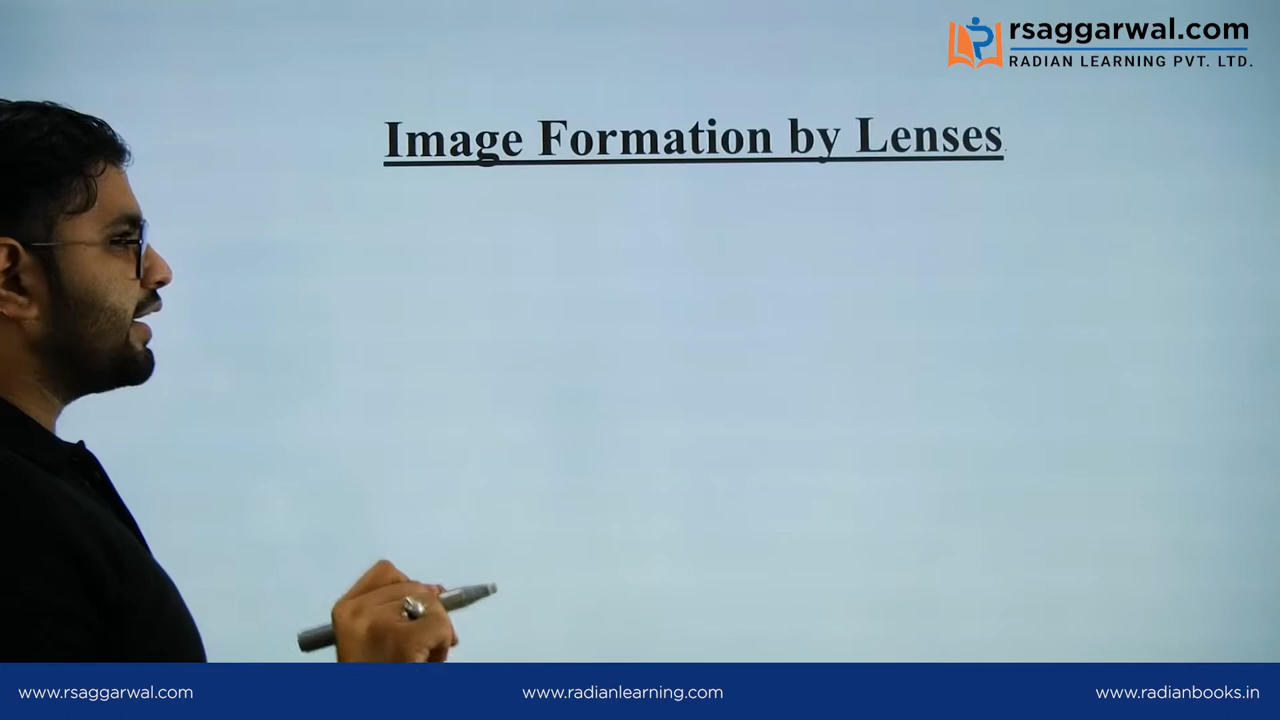 rsaggarwal.com
RADIAN LEARNING PVT. LTD.
Image Formation by Lenses
www.rsaggarwal.com
www.radianlearning.com
www.radianbooks.in